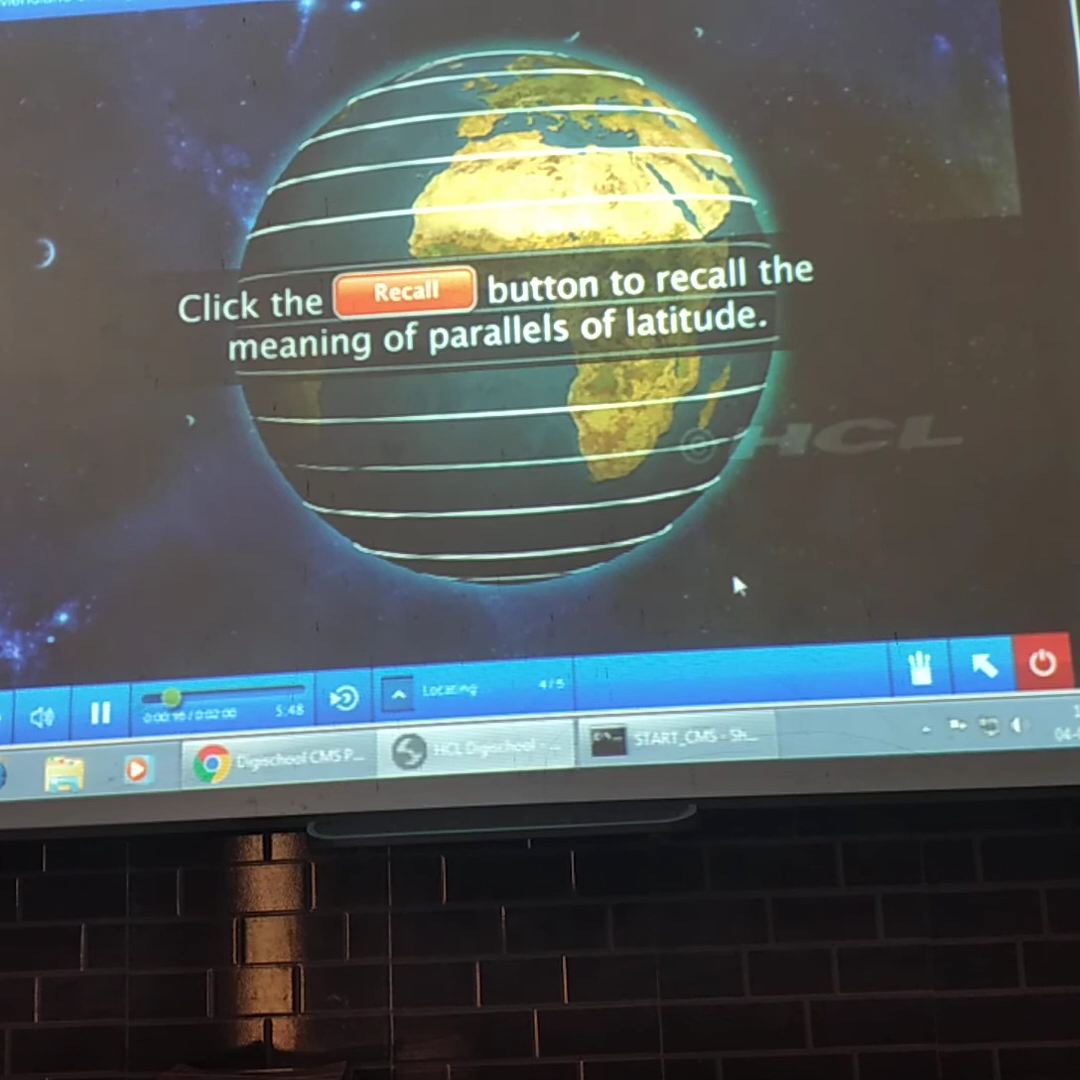 Click the Recall button to recall the
meaning of parallels of latitude.
© HCL
5:48
Locating 4/5
Digischool CMS P...
HCL Digischool - ...
START_CMS - Sh...